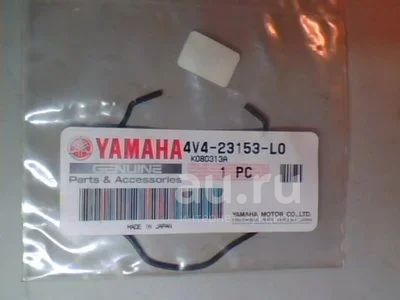 YAMAHA 4V4-23153-L0
K080313A
GENUINE 1 PC
Parts & Accessories
au.ru
YAMAHA MOTOR CO.,LTD.
MADE IN JAPAN